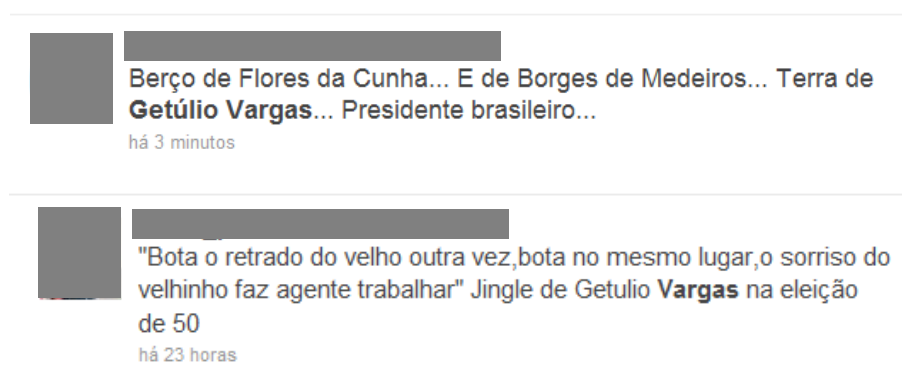 Berço de Flores da Cunha... E de Borges de Medeiros... Terra de
Getúlio Vargas... Presidente brasileiro...
há 3 minutos
"Bota o retrado do velho outra vez,bota no mesmo lugar,o sorriso do
velhinho faz agente trabalhar" Jingle de Getulio Vargas na eleição
de 50
há 23 horas